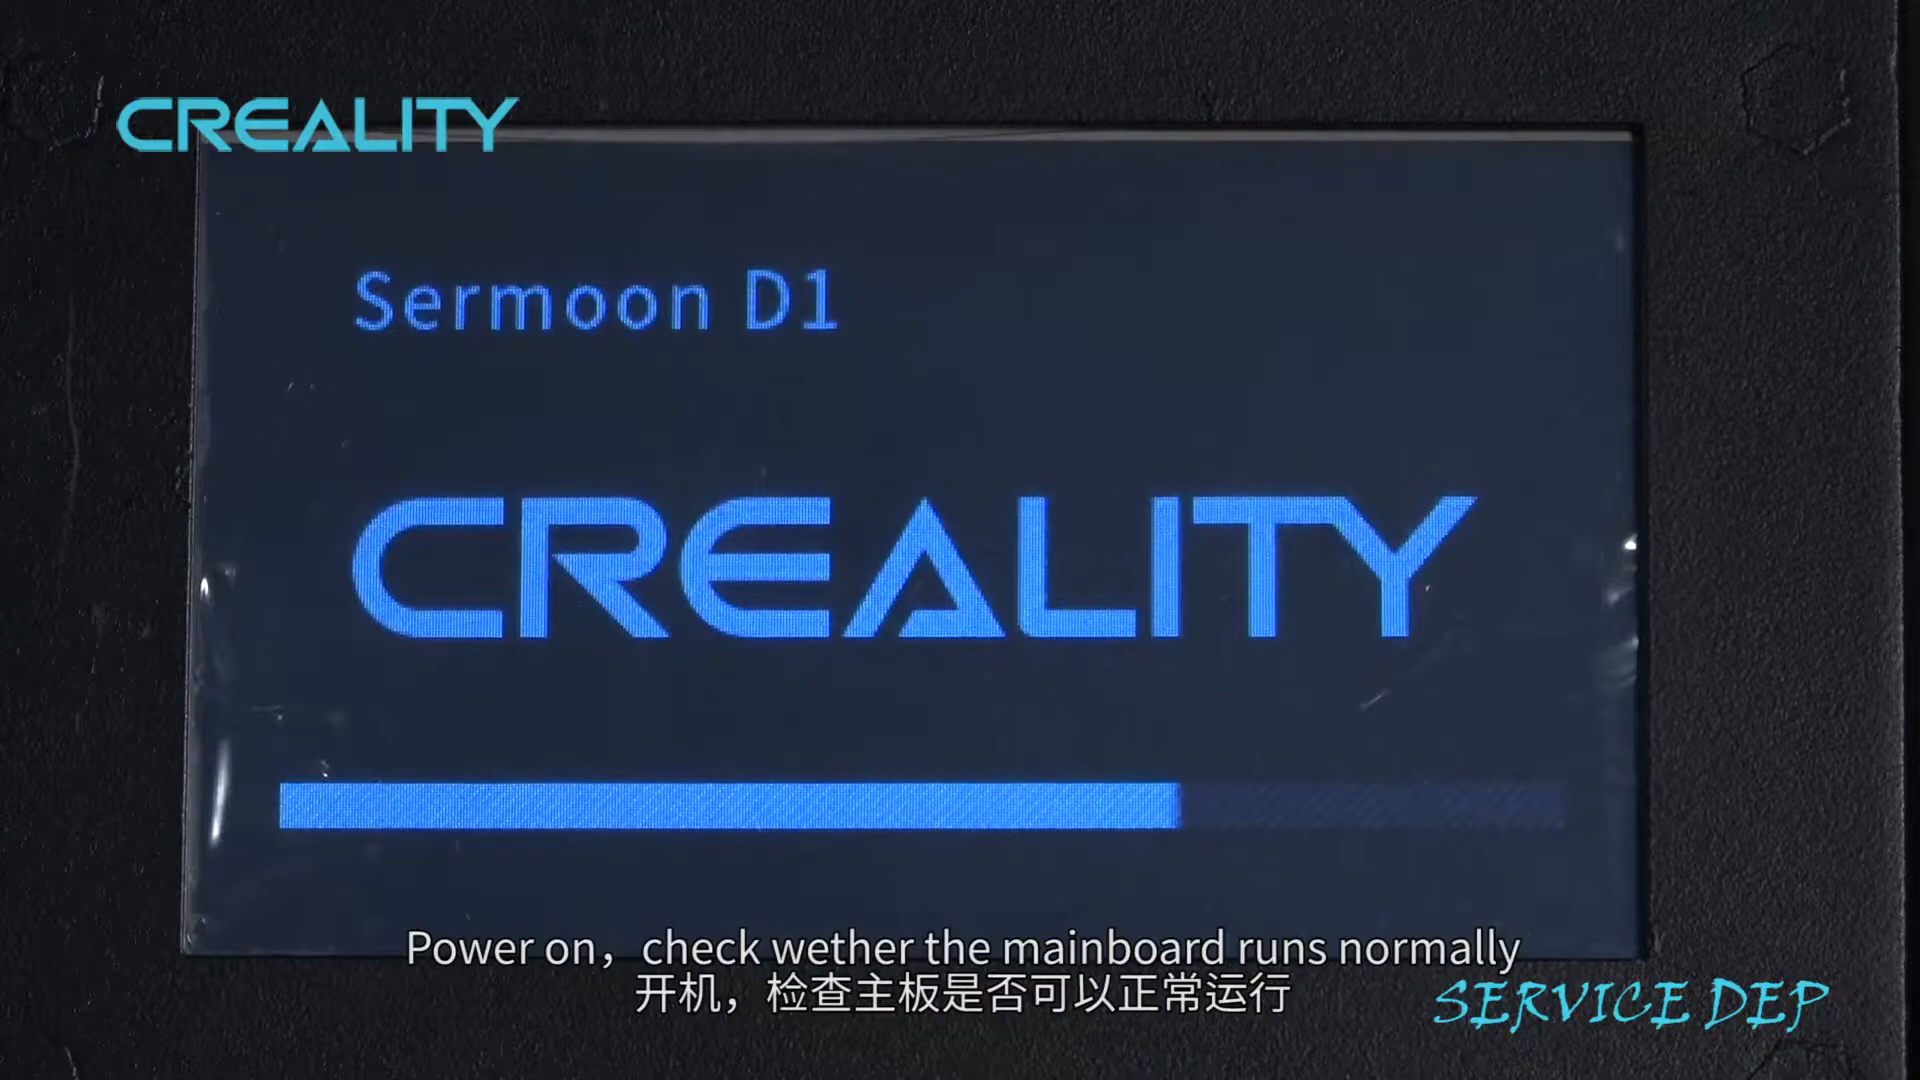 CREALITY
Sermoon D1
CREALITY
Power on，check wether the mainboard runs normally
开机，检查主板是否可以正常运行
SERVICE DEP